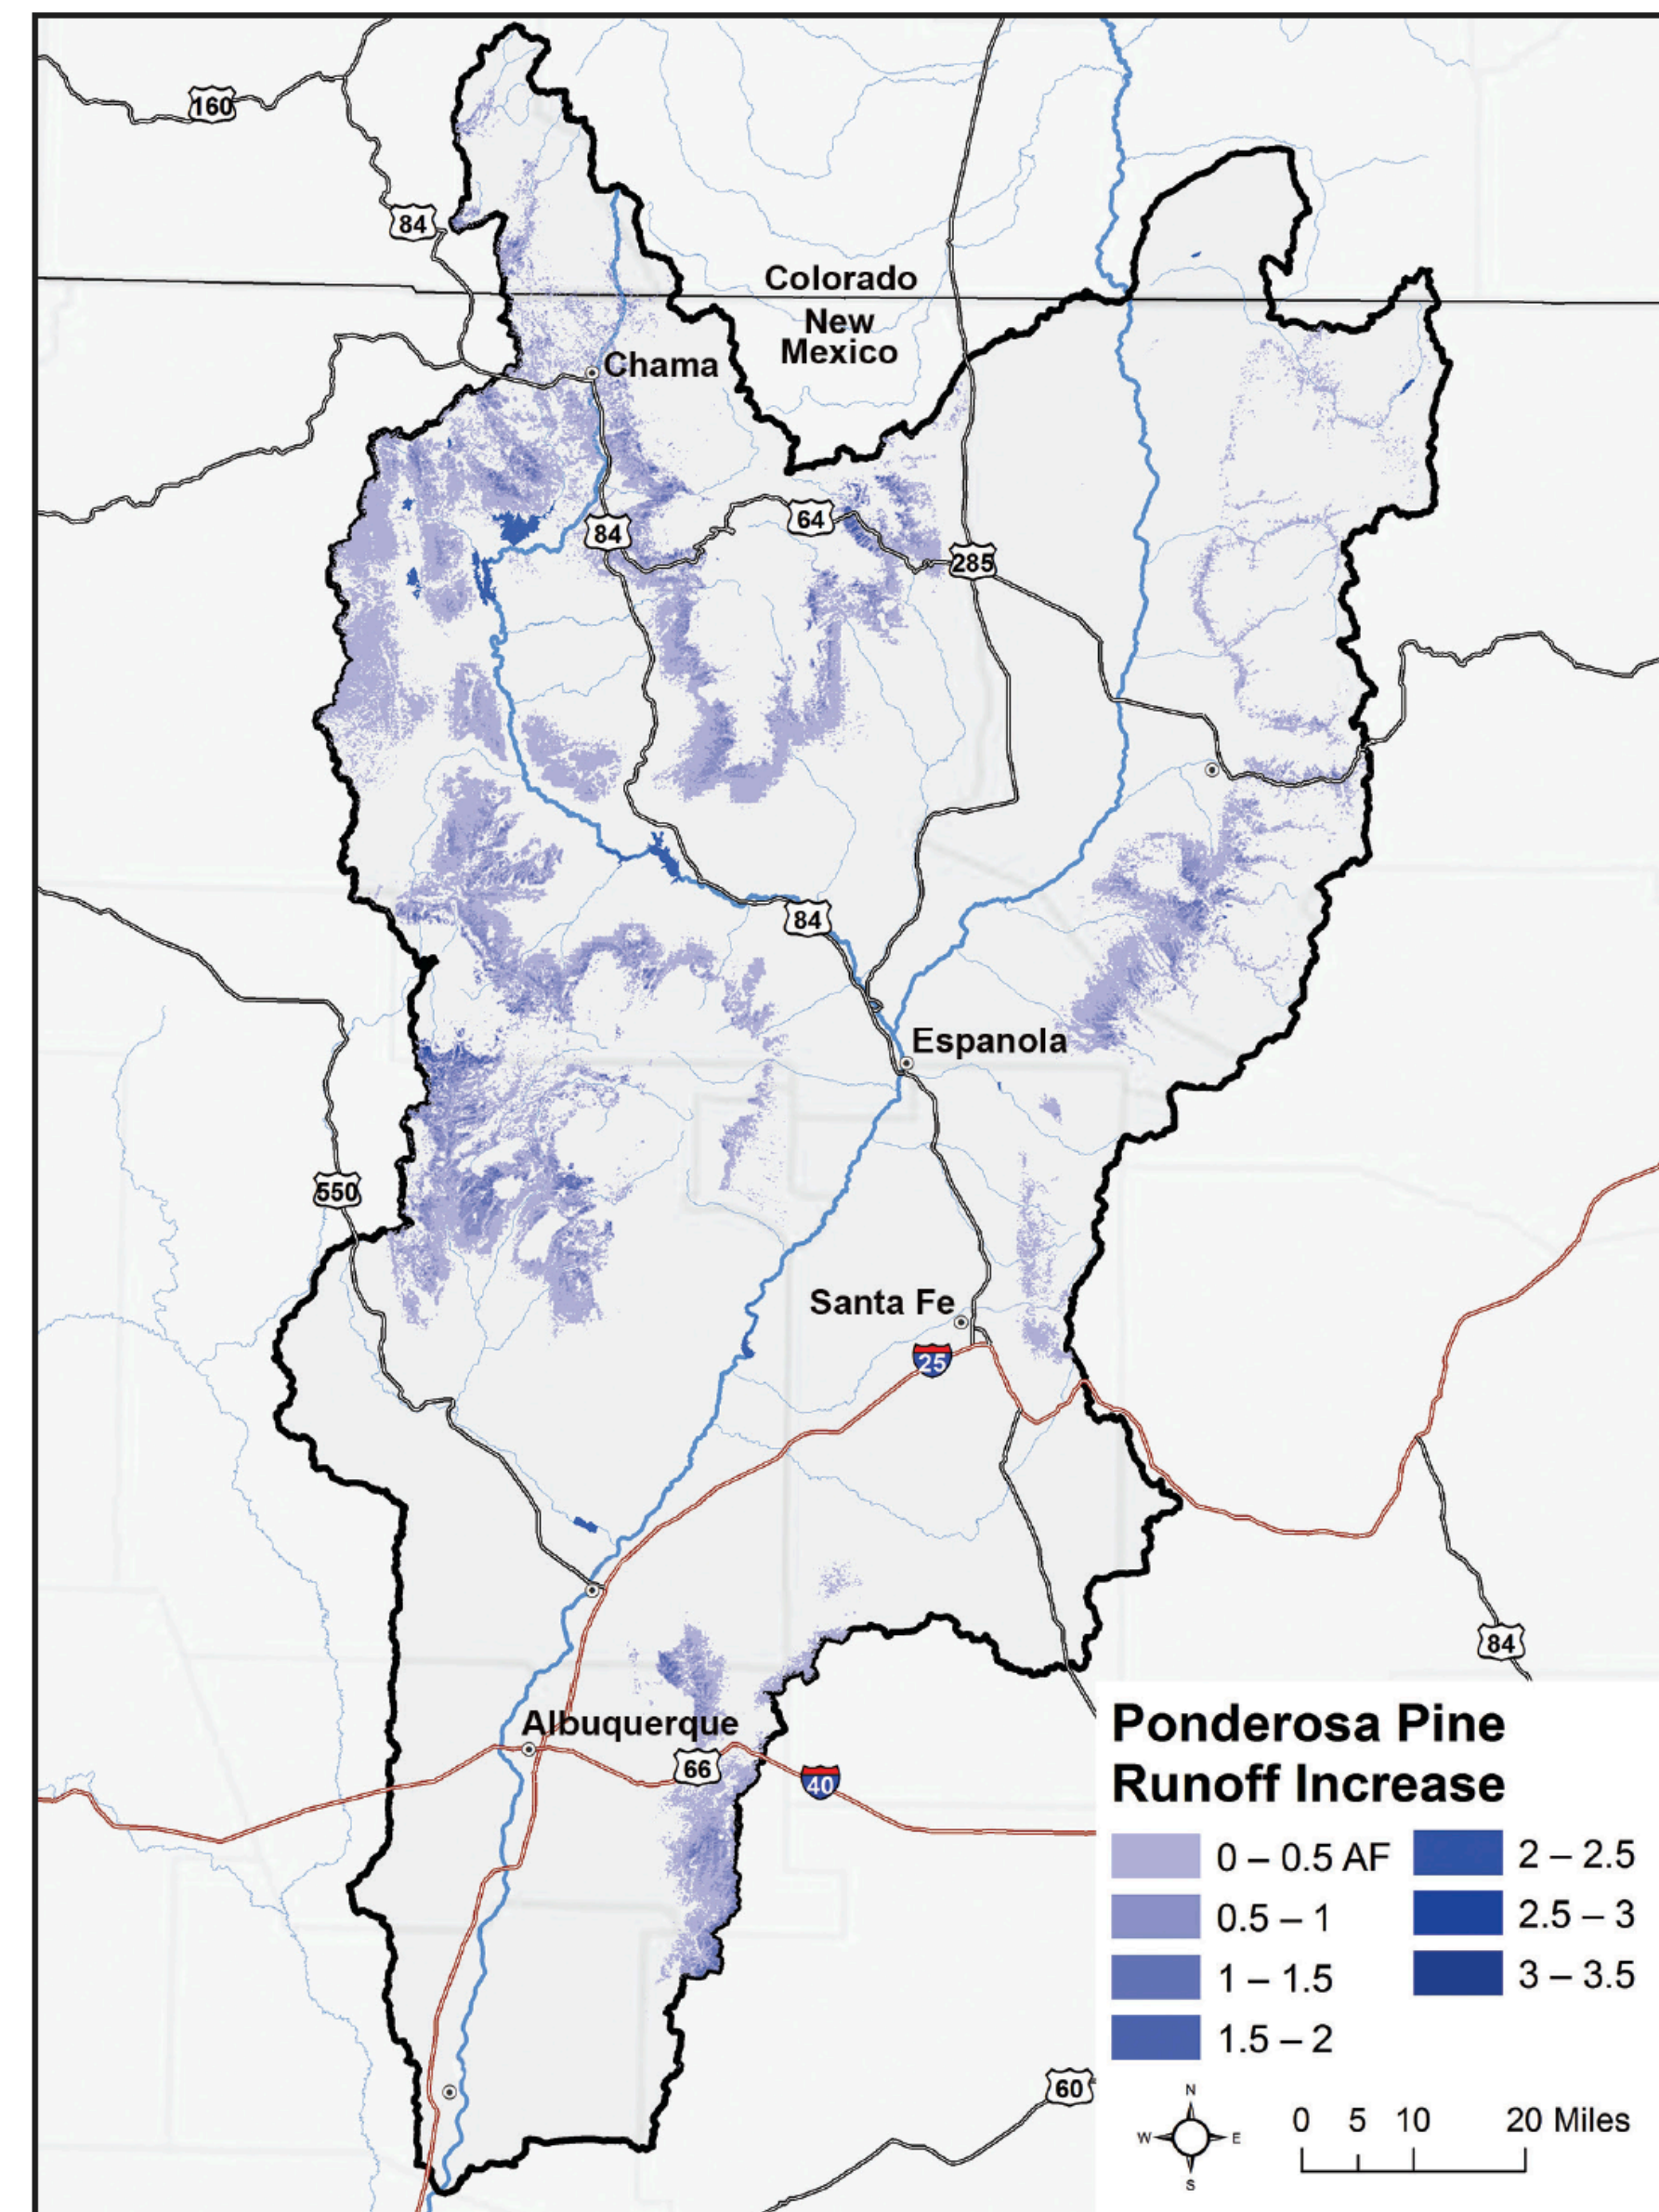 160
84
Colorado
New
Mexico
Chama
64
84
285
84
Espanola
550
Santa Fe
25
84
Albuquerque
66
40
Ponderosa Pine
Runoff Increase
0 – 0.5 AF
2 – 2.5
0.5 – 1
2.5 – 3
1 – 1.5
3 – 3.5
1.5 – 2
60
N
W E
S
0 5 10 20 Miles